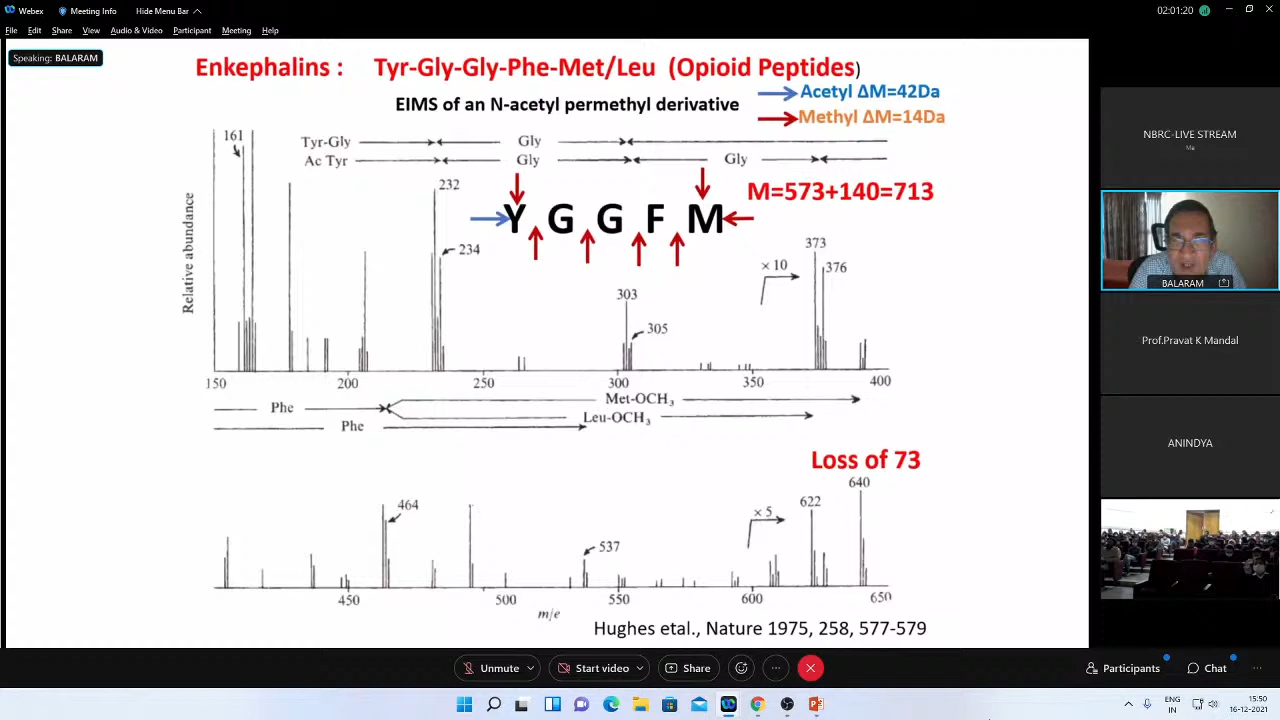 Webex
Meeting Info
Hide Menu Bar
02:01:20
File Edit Share View Audio & Video Participant Meeting Help
Speaking: BALARAM
Enkephalins : Tyr-Gly-Gly-Phe-Met/Leu (Opioid Peptides)
Acetyl ΔM=42Da
EIMS of an N-acetyl permethyl derivative
Methyl ΔM=14Da
161
Tyr-Gly Gly
Ac Tyr Gly Gly
232
234
Y G G F M
M=573+140=713
Relative abundance
303
305
× 10
373
376
150 200 250 300 350 400
Phe Met-OCH₃
Leu-OCH₃
Phe
Loss of 73
464
537
× 5
622
640
450 500 550 600 650
m/e
Hughes etal., Nature 1975, 258, 577-579
NBRC-LIVE STREAM
Me
BALARAM
Prof.Pravat K Mandal
ANINDYA
Unmute
Start video
Share
Participants
Chat
ENG
IN
15:50
16-12-2021